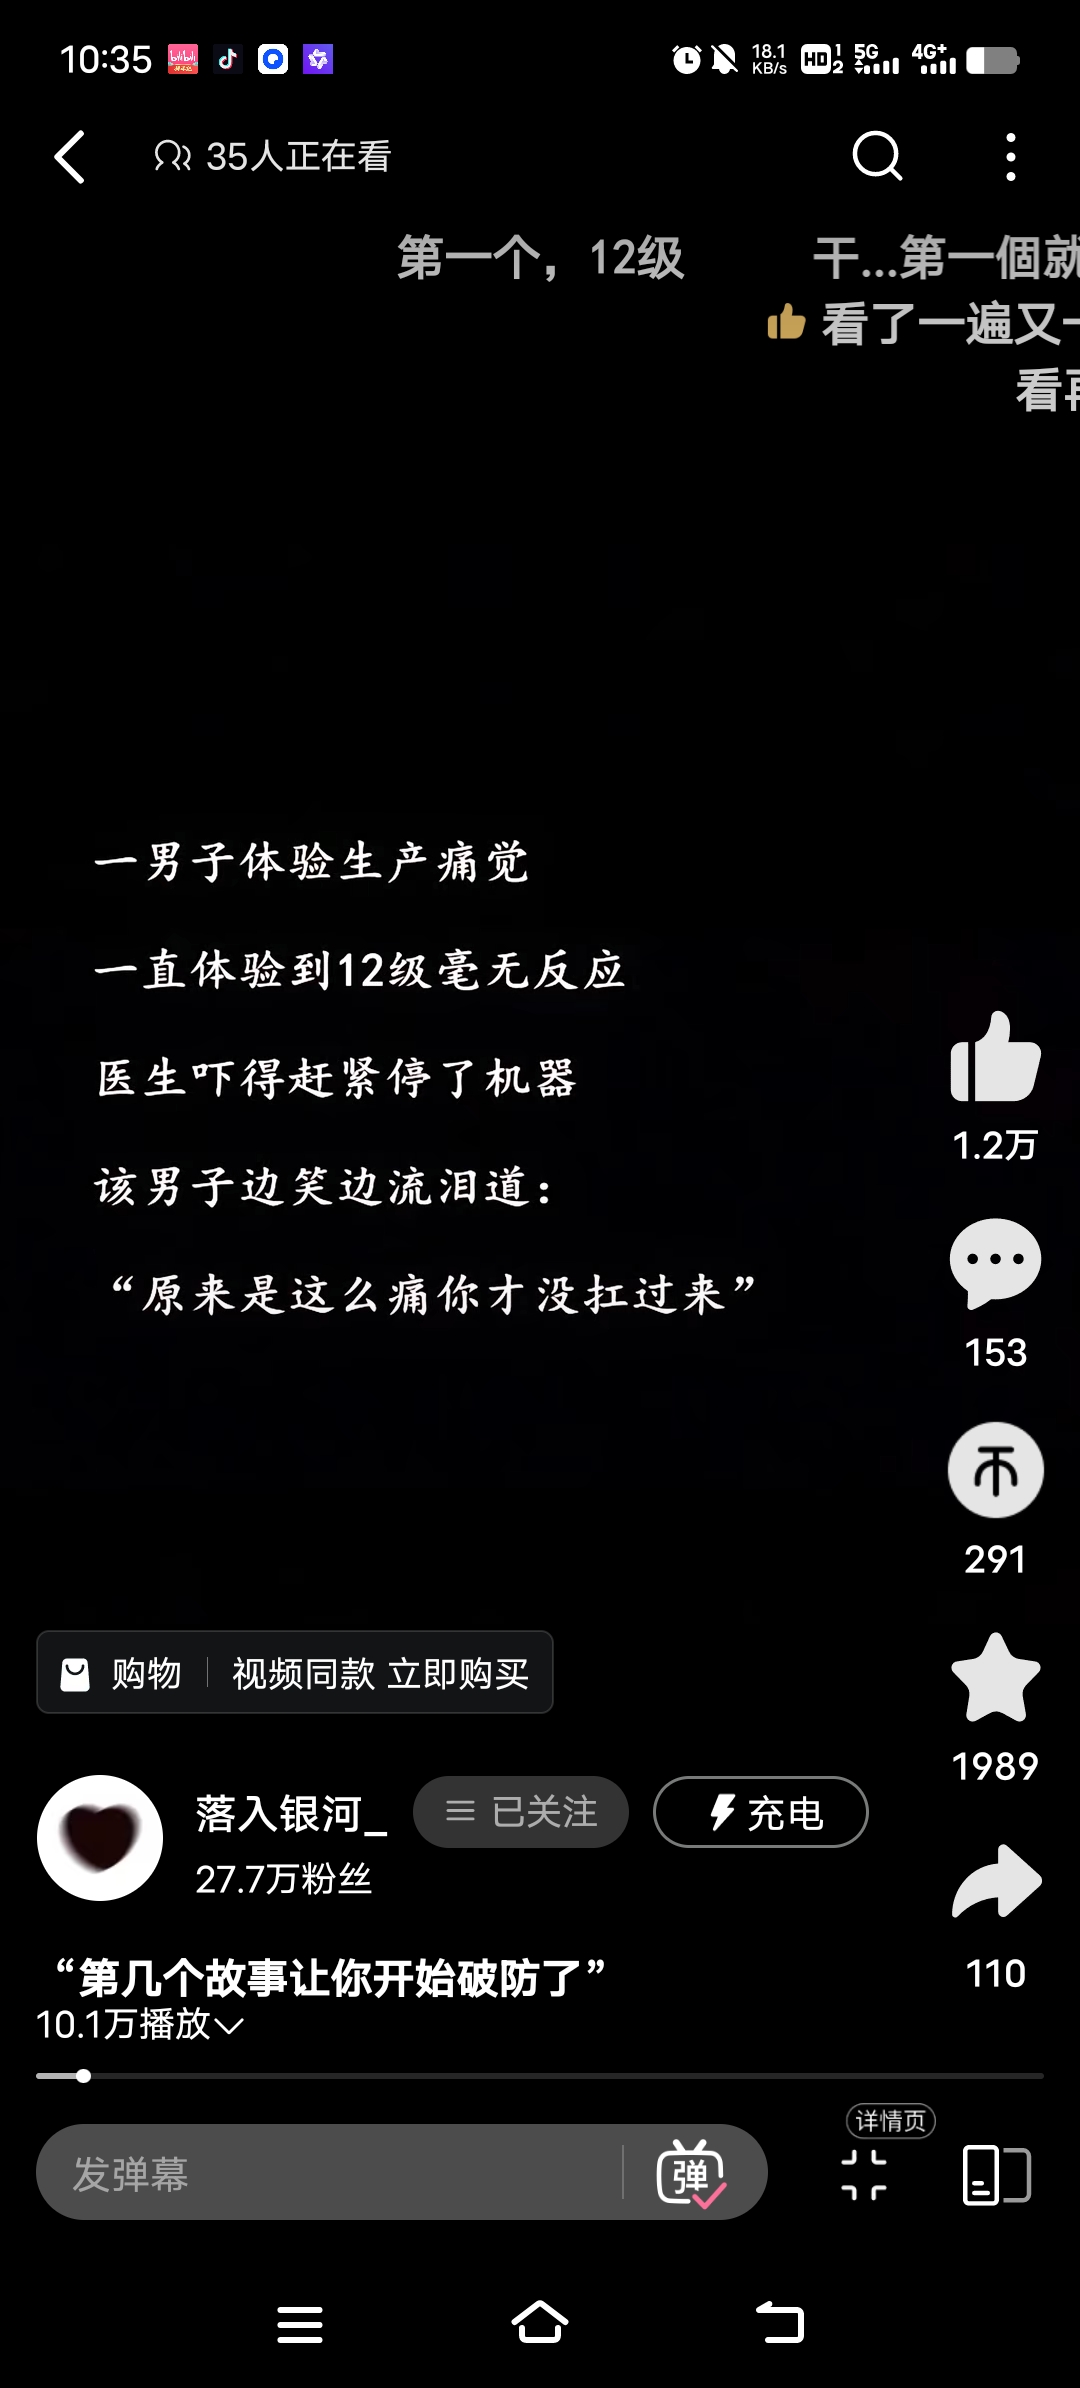 10:35
18.1 KB/s HD 1 2 5G 4G+
35人正在看
第一个，12级 干...第一個就
看了一遍又一
看再
一男子体验生产痛觉
一直体验到12级毫无反应
医生吓得赶紧停了机器
该男子边笑边流泪道：
“原来是这么痛你才没扛过来”
1.2万
153
291
购物 视频同款 立即购买
1989
落入银河_ 已关注 充电
27.7万粉丝
110
“第几个故事让你开始破防了”
10.1万播放
详情页
发弹幕 弹